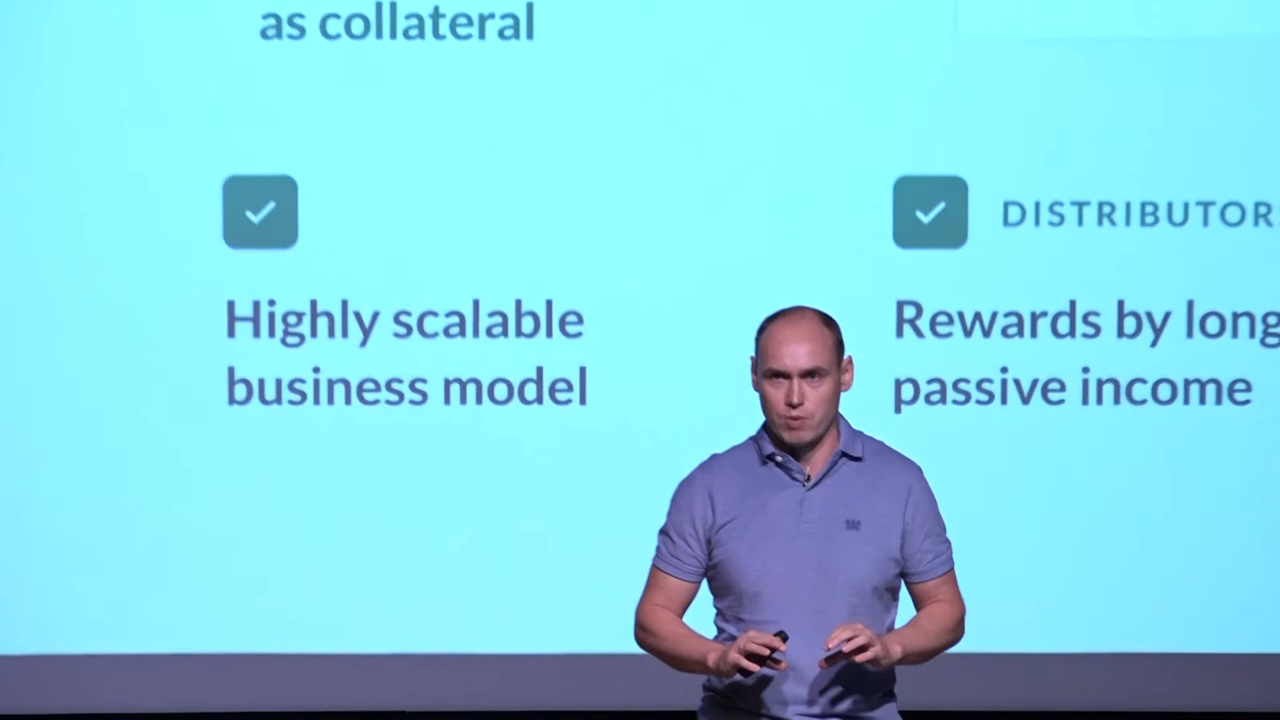 as collateral
Highly scalable
business model
DISTRIBUTOR
Rewards by long
passive income